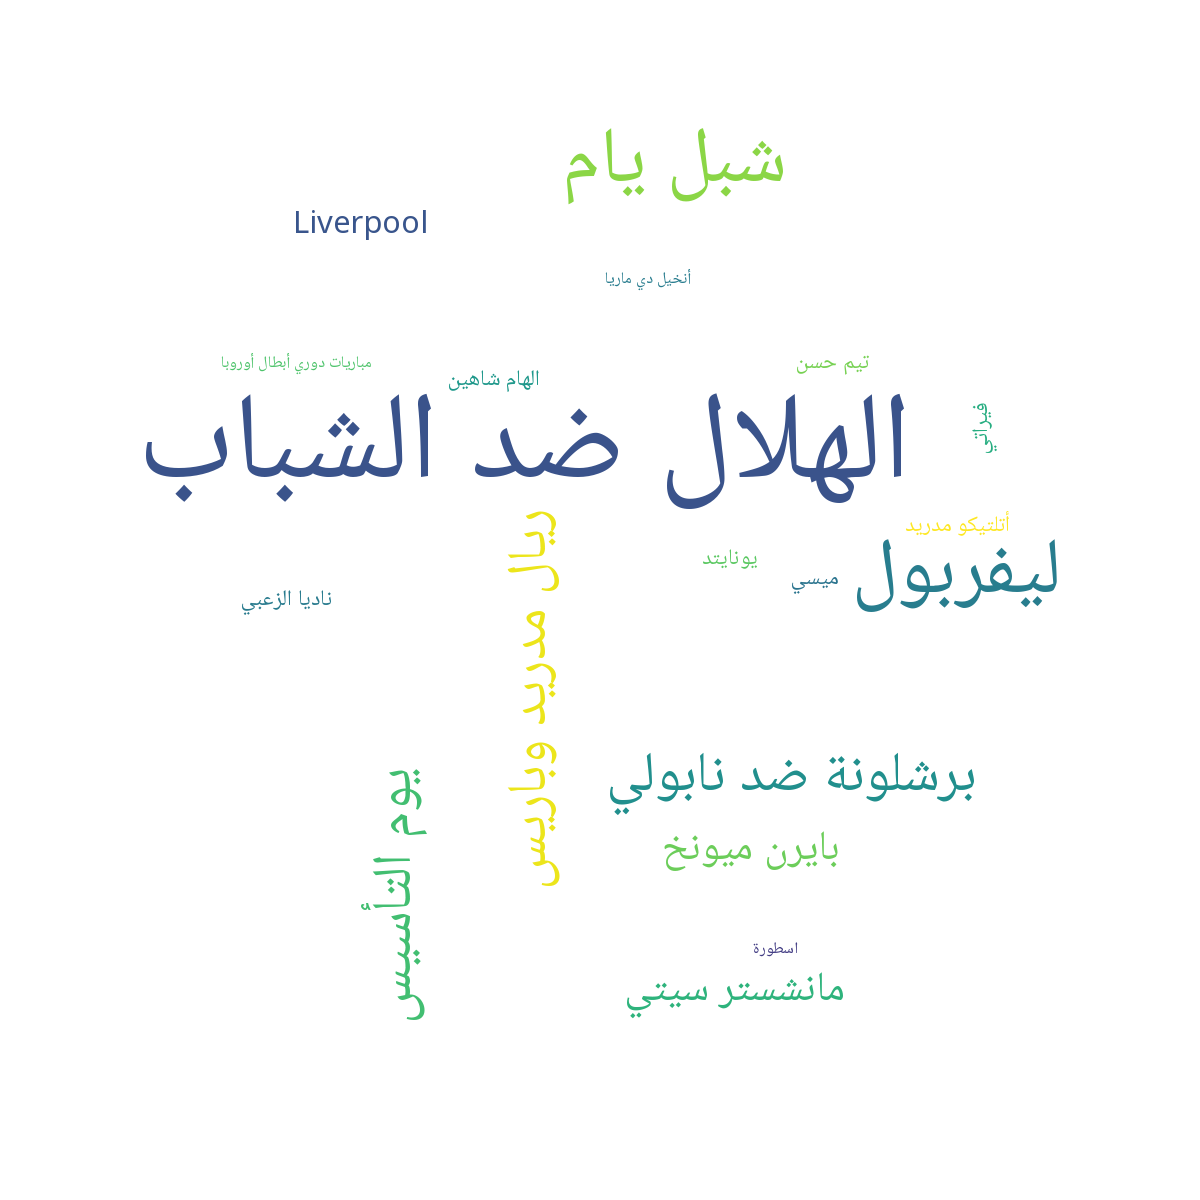 شبل يام
Liverpool
أنخيل دي ماريا
تيم حسن
مباريات دوري أبطال أوروبا
الهام شاهين
فيراتي
الهلال ضد الشباب
أتلتيكو مدريد
ليفربول
يونايتد
ميسي
ناديا الزعبي
ريال مدريد وباريس
برشلونة ضد نابولي
يوم التأسيس
بايرن ميونخ
اسطورة
مانشستر سيتي